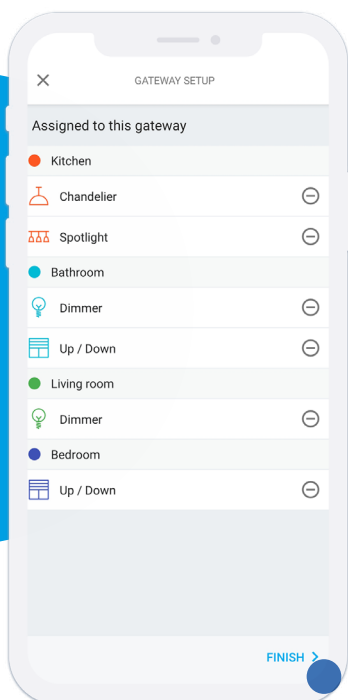 GATEWAY SETUP
Assigned to this gateway
Kitchen
Chandelier
Spotlight
Bathroom
Dimmer
Up / Down
Living room
Dimmer
Bedroom
Up / Down
FINISH